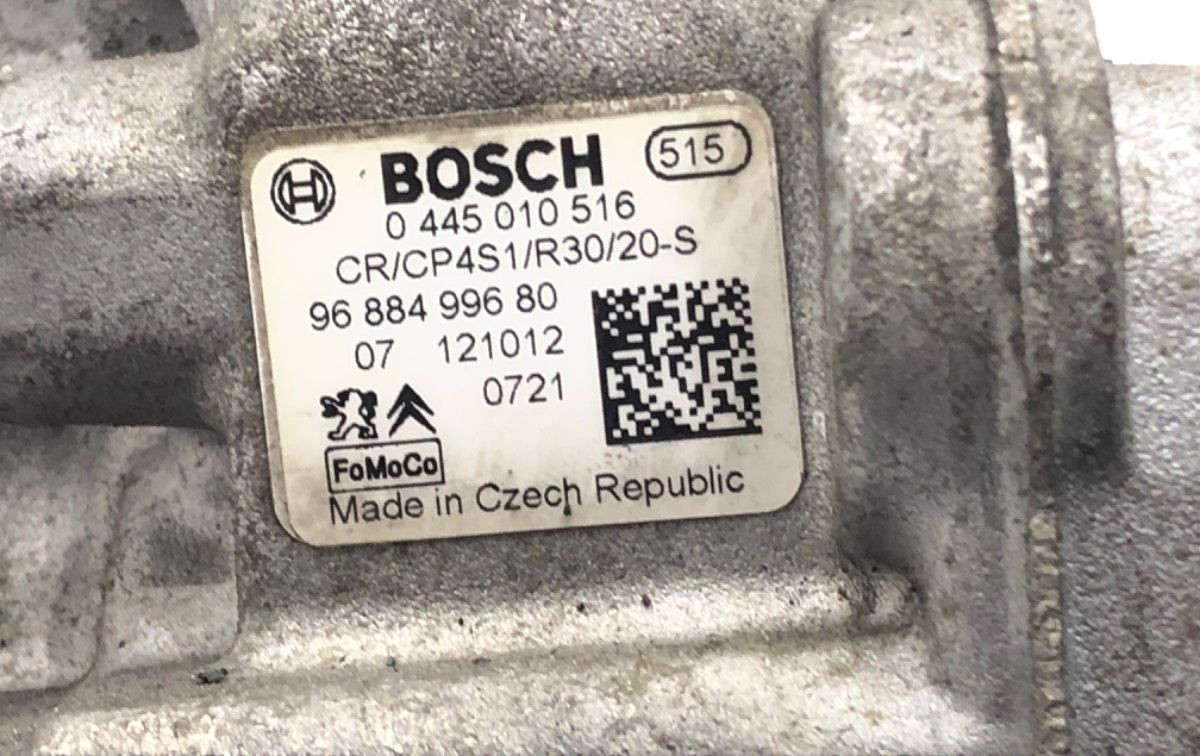 BOSCH 515
0 445 010 516
CR/CP4S1/R30/20-S
96 884 996 80
07 121012
0721
FoMoCo
Made in Czech Republic